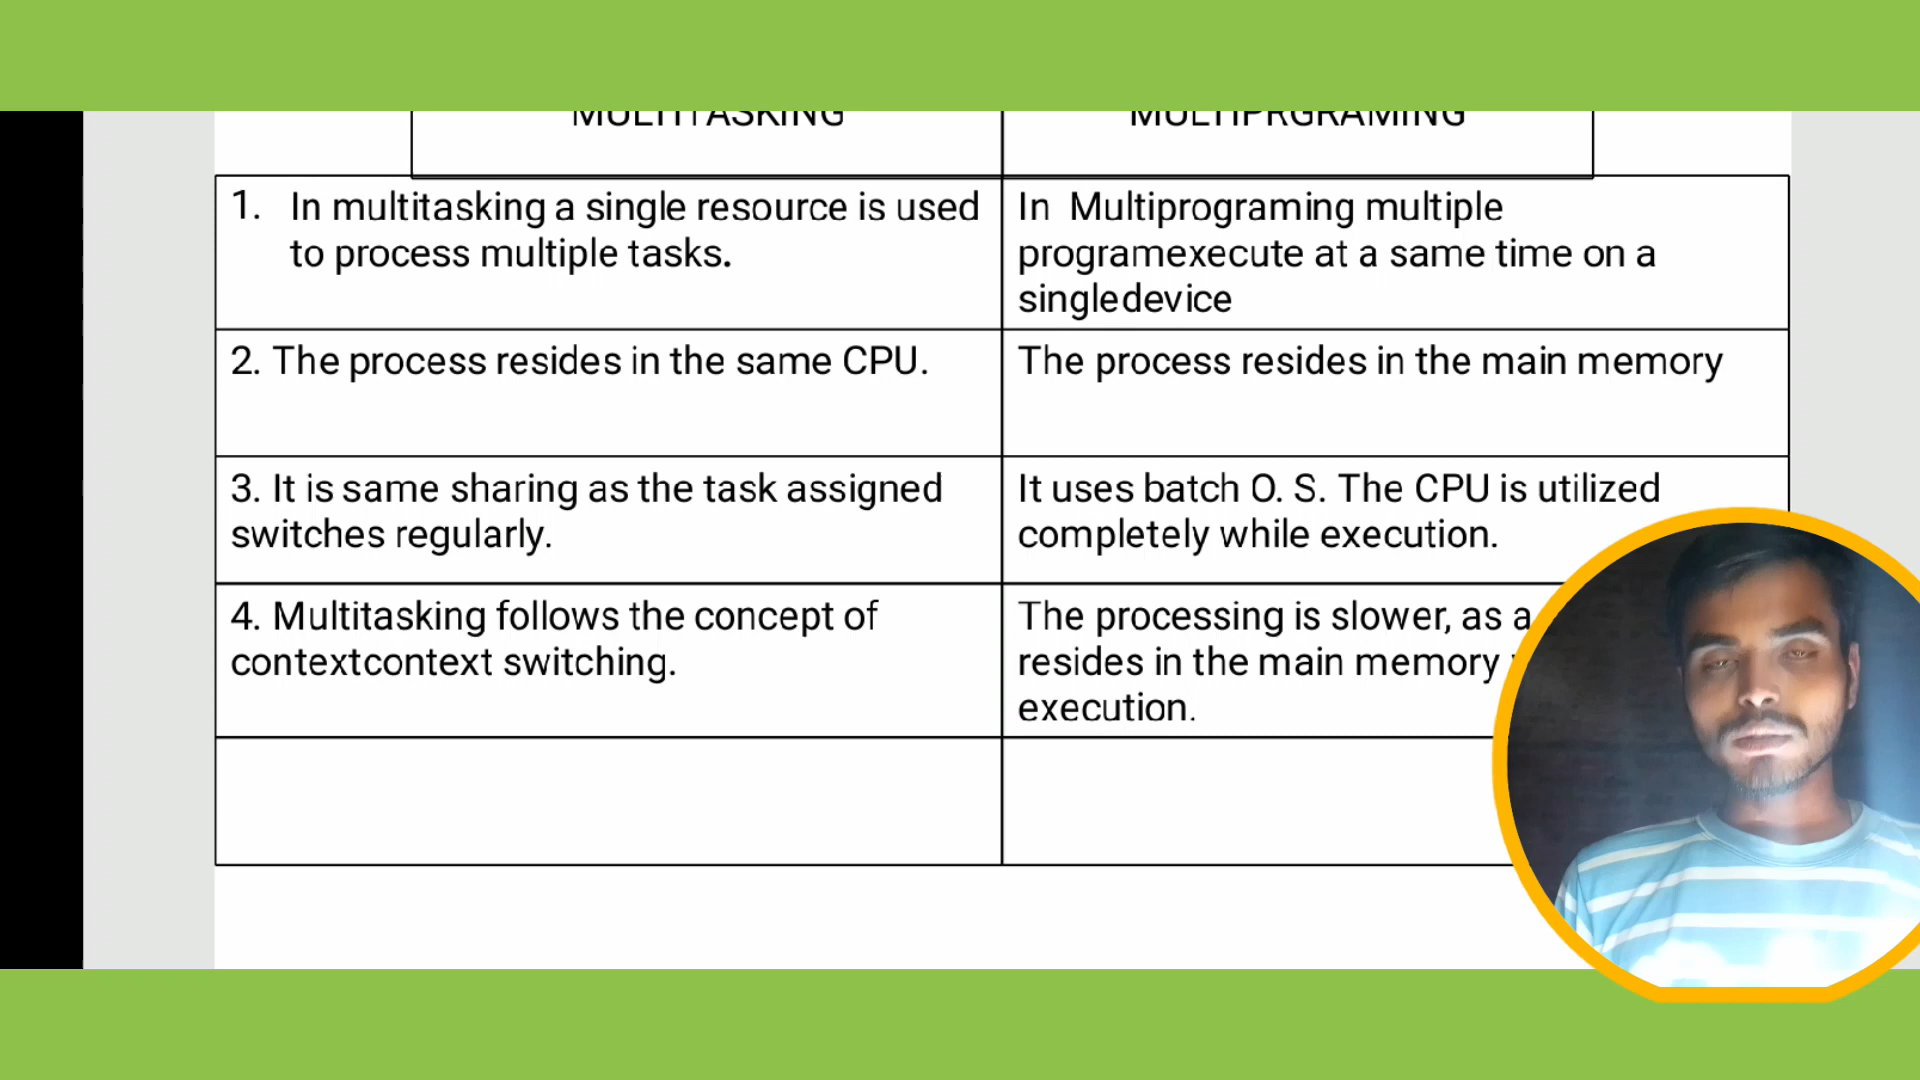 MULTITASKING
MULTIPRGRAMING
1. In multitasking a single resource is used
to process multiple tasks.
In Multiprograming multiple
programexecute at a same time on a
singledevice
2. The process resides in the same CPU.
The process resides in the main memory
3. It is same sharing as the task assigned
switches regularly.
It uses batch O. S. The CPU is utilized
completely while execution.
4. Multitasking follows the concept of
contextcontext switching.
The processing is slower, as a
resides in the main memory
execution.